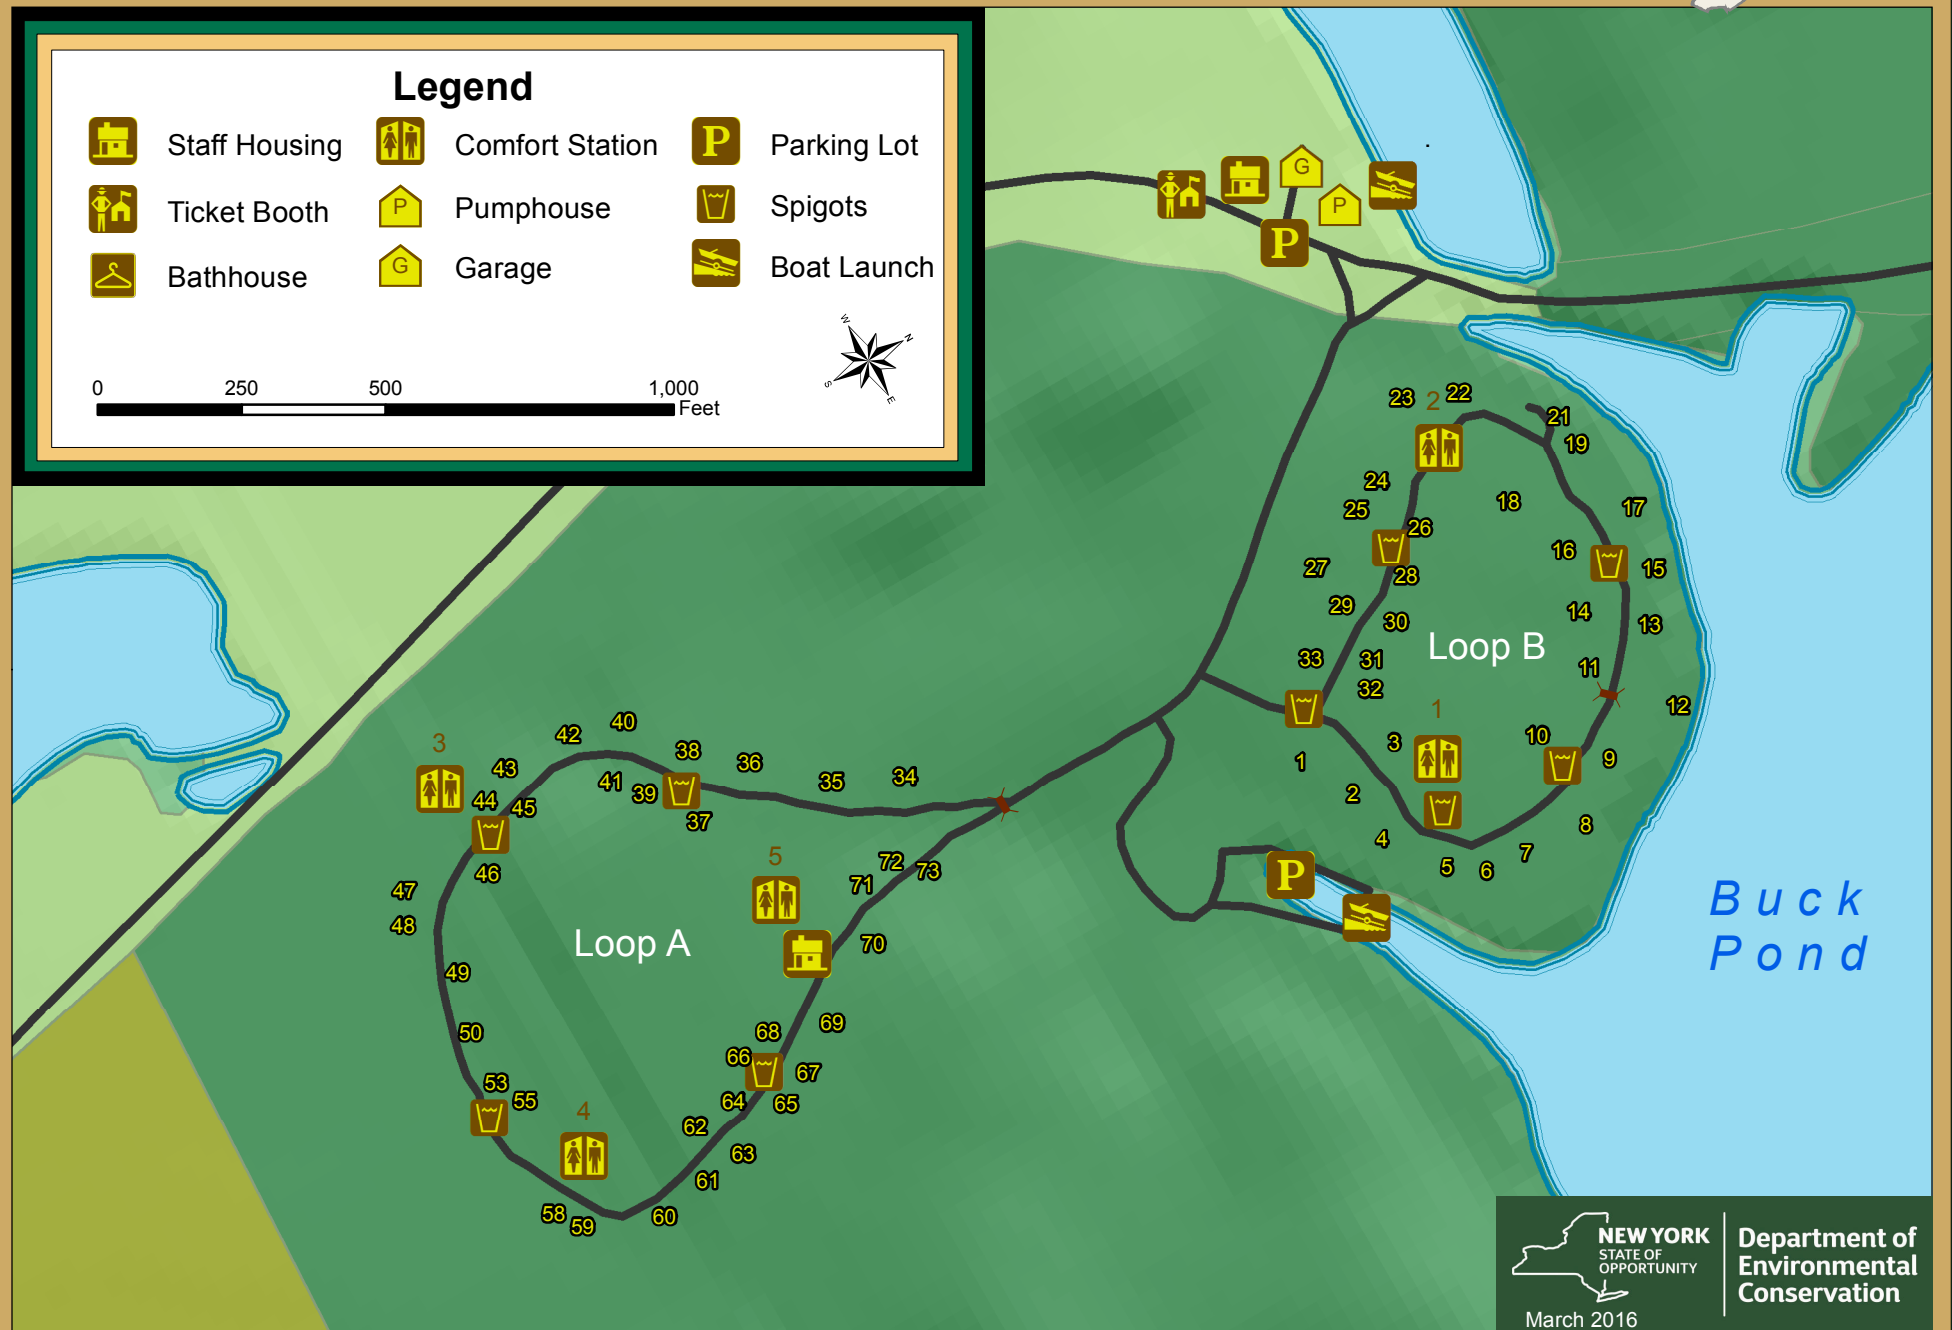 Legend
Staff Housing
Comfort Station
Parking Lot
P
Ticket Booth
P
Pumphouse
Spigots
Bathhouse
G
Garage
Boat Launch
W
N
S
E
0 250 500 1,000
Feet
G
P
P
23
2
22
21
19
24
25
26
18
17
27
28
16
15
29
30
14
13
33
31
32
Loop B
11
12
1
3
1
10
9
2
4
5
6
7
8
P
Buck
Pond
3
43
42
40
38
36
35
34
44
45
41
39
37
46
47
48
5
72
73
71
70
Loop A
49
50
53
55
4
68
69
66
67
64
65
62
63
61
58
59
60
NEW YORK
STATE OF
OPPORTUNITY
Department of
Environmental
Conservation
March 2016